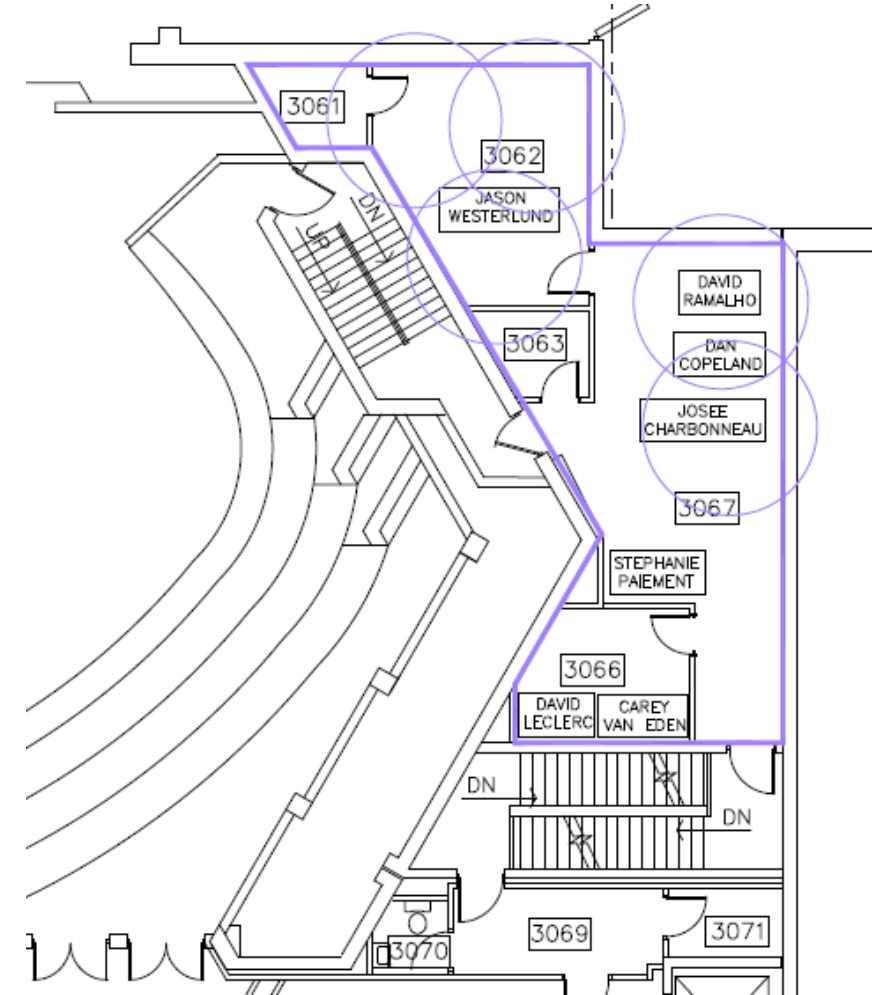 3061
3062
JASON
WESTERLUND
DN
UP
DAVID
RAMALHO
3063
DAN
COPELAND
JOSEE
CHARBONNEAU
3067
STEPHANIE
PAIEMENT
3066
DAVID
LECLERC
CAREY
VAN EDEN
DN
DN
3069
3071
3070